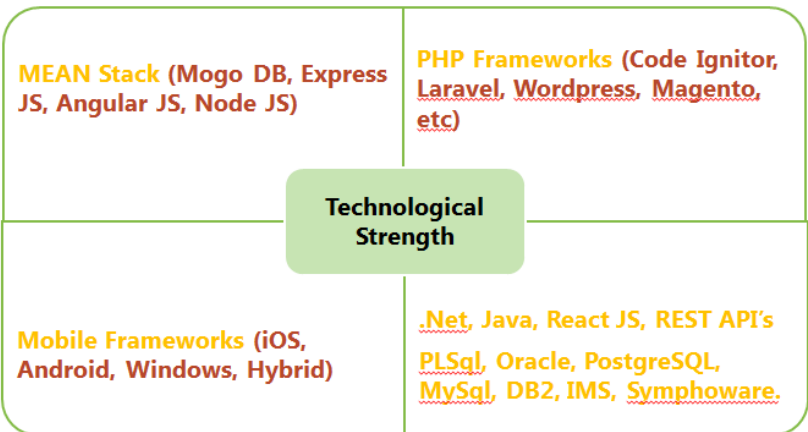 MEAN Stack (Mogo DB, Express
JS, Angular JS, Node JS)
PHP Frameworks (Code Ignitor,
Laravel, Wordpress, Magento,
etc)
Technological
Strength
Mobile Frameworks (iOS,
Android, Windows, Hybrid)
.Net, Java, React JS, REST API’s
PLSql, Oracle, PostgreSQL,
MySql, DB2, IMS, Symphoware.